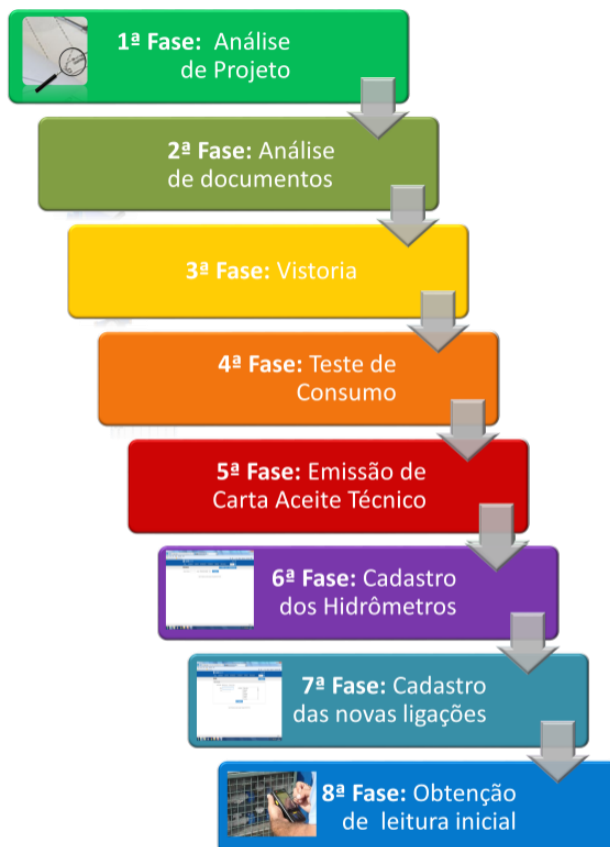 1ª Fase: Análise
de Projeto
2ª Fase: Análise
de documentos
3ª Fase: Vistoria
4ª Fase: Teste de
Consumo
5ª Fase: Emissão de
Carta Aceite Técnico
6ª Fase: Cadastro
dos Hidrômetros
7ª Fase: Cadastro
das novas ligações
8ª Fase: Obtenção
de leitura inicial